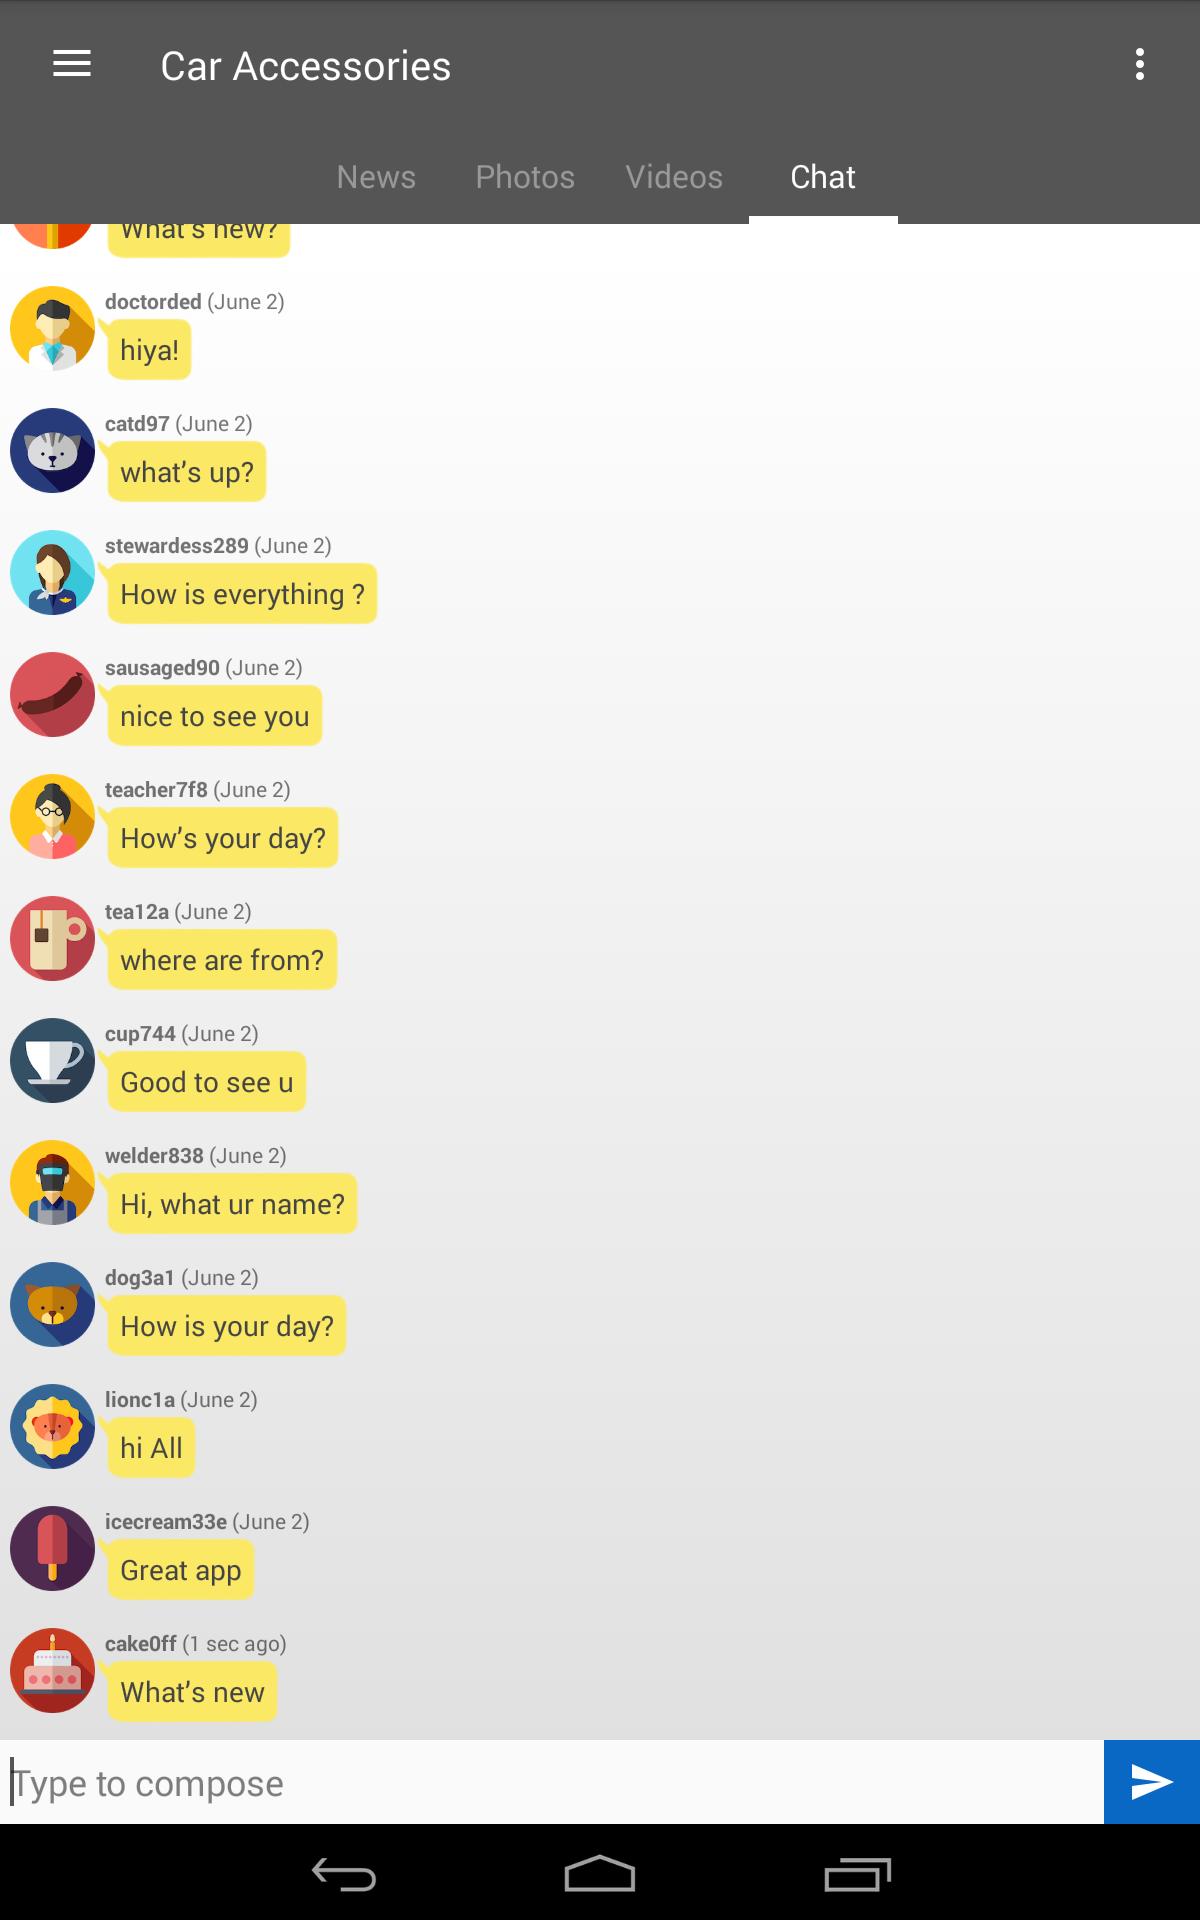 Car Accessories
News Photos Videos Chat
What's new?
doctorded (June 2)
hiya!
catd97 (June 2)
what's up?
stewardess289 (June 2)
How is everything ?
sausaged90 (June 2)
nice to see you
teacher7f8 (June 2)
How's your day?
tea12a (June 2)
where are from?
cup744 (June 2)
Good to see u
welder838 (June 2)
Hi, what ur name?
dog3a1 (June 2)
How is your day?
lionc1a (June 2)
hi All
icecream33e (June 2)
Great app
cake0ff (1 sec ago)
What's new
Type to compose